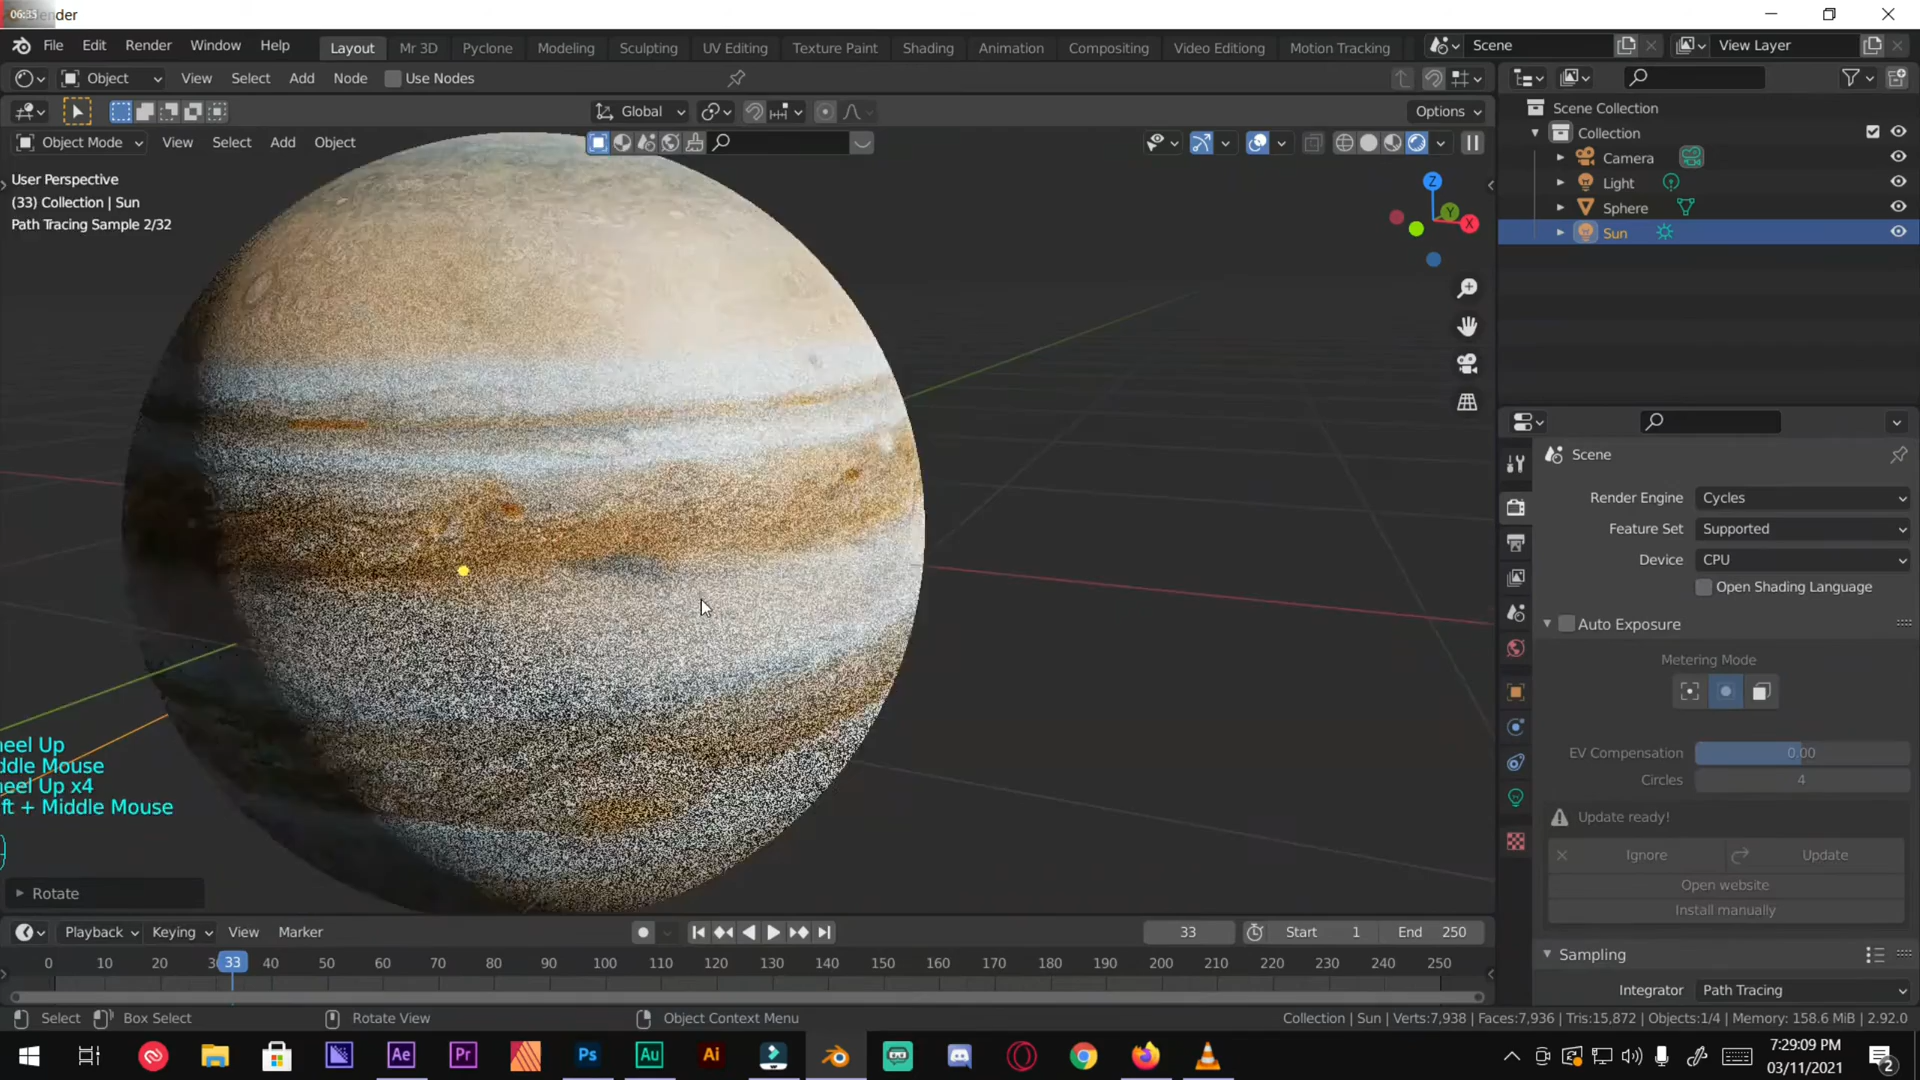 06:35
nder
File Edit Render Window Help Layout Mr 3D Pyclone Modeling Sculpting UV Editing Texture Paint Shading Animation Compositing Video Editing Motion Tracking Scene View Layer
Object View Select Add Node Use Nodes
Global Options
Object Mode View Select Add Object
User Perspective
(33) Collection | Sun
Path Tracing Sample 2/32
Z
Y
X
Scene Collection
Collection
Camera
Light
Sphere
Sun
Scene
Render Engine Cycles
Feature Set Supported
Device CPU
Open Shading Language
Auto Exposure
Metering Mode
EV Compensation 0.00
Circles 4
Update ready!
Ignore Update
Open website
Install manually
Sampling
Integrator Path Tracing
eel Up
ddle Mouse
eel Up x4
ft + Middle Mouse
Rotate
Playback Keying View Marker 33 Start 1 End 250
0 10 20 3 33 40 50 60 70 80 90 100 110 120 130 140 150 160 170 180 190 200 210 220 230 240 250
Select Box Select Rotate View Object Context Menu Collection | Sun | Verts:7,938 | Faces:7,936 | Tris:15,872 | Objects:1/4 | Memory: 158.6 MiB | 2.92.0
Ae Pr Ps Au Ai
7:29:09 PM
03/11/2021
2